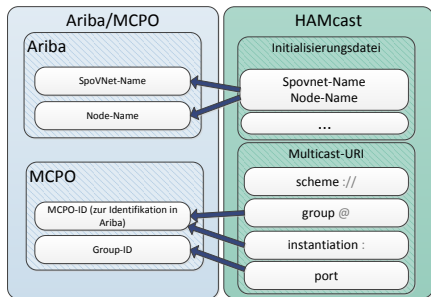 Ariba/MCPO
Ariba
SpoVNet-Name
Node-Name
MCPO
MCPO-ID (zur Identifikation in
Ariba)
Group-ID
HAMcast
Initialisierungsdatei
Spovnet-Name
Node-Name
...
Multicast-URI
scheme ://
group @
instantiation :
port